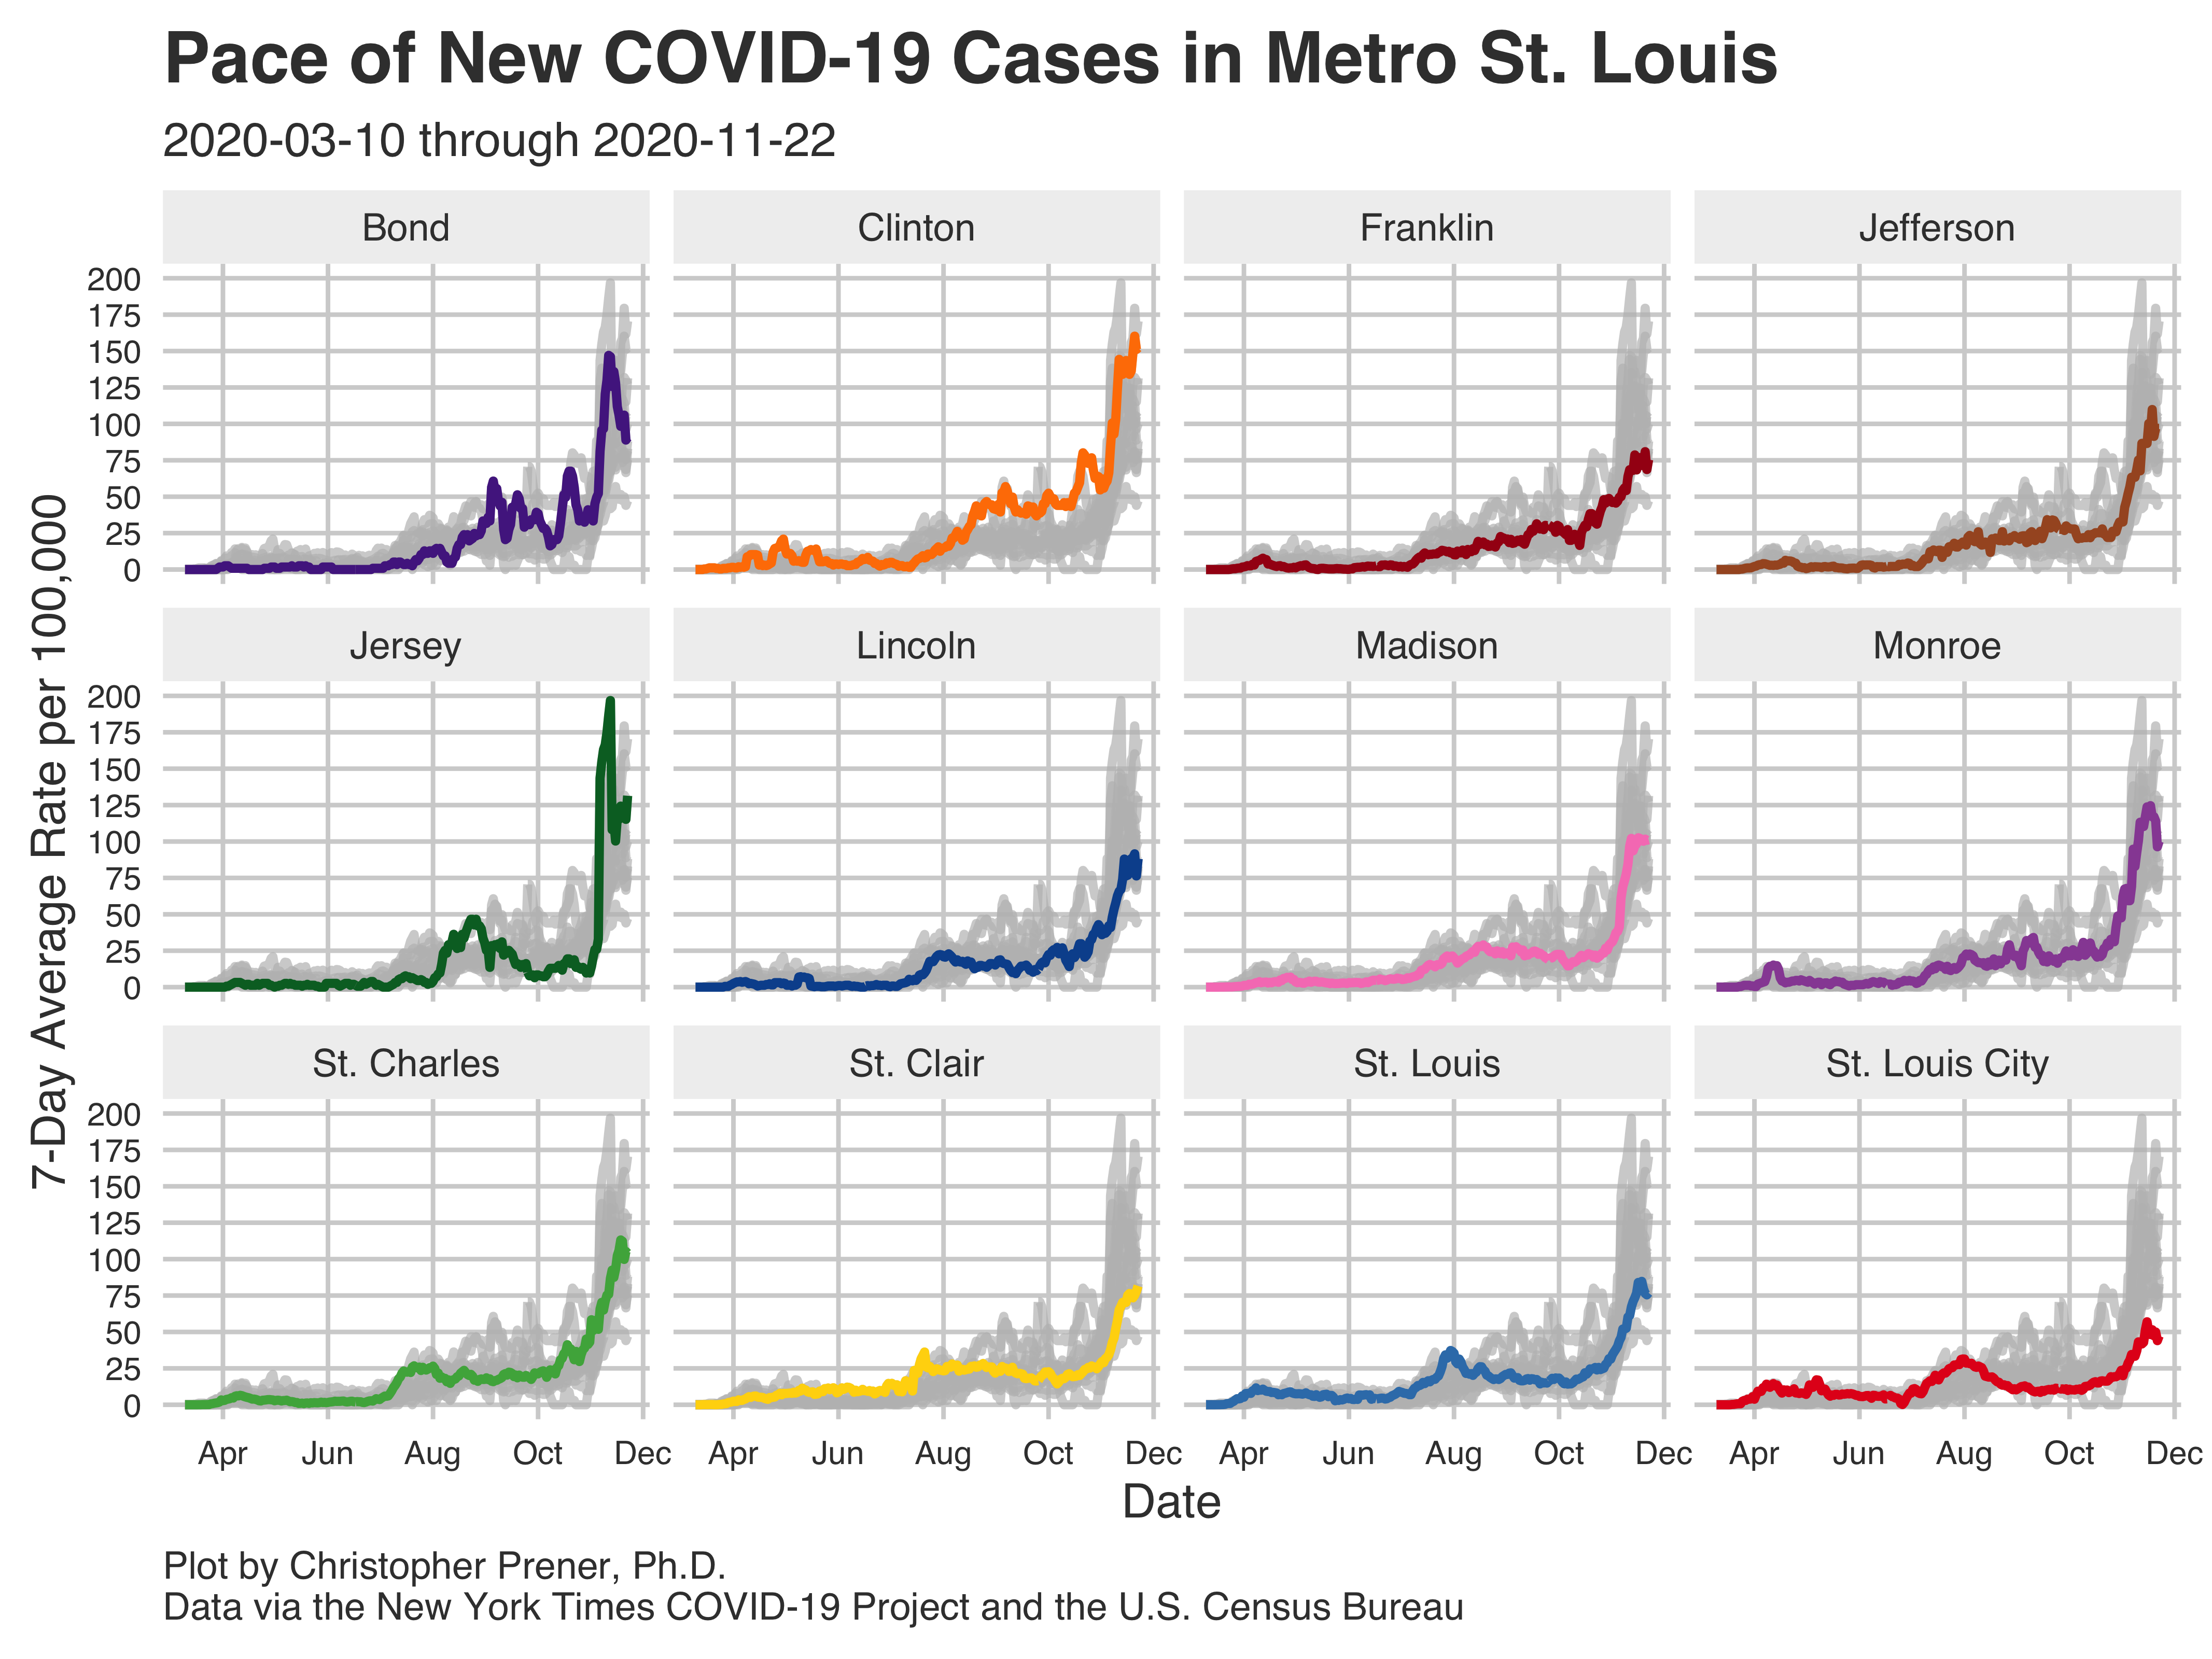 Pace of New COVID-19 Cases in Metro St. Louis
2020-03-10 through 2020-11-22
Bond
Clinton
Franklin
Jefferson
200
175
150
125
100
75
50
25
0
Jersey
Lincoln
Madison
Monroe
200
175
150
125
100
75
50
25
0
St. Charles
St. Clair
St. Louis
St. Louis City
200
175
150
125
100
75
50
25
0
7-Day Average Rate per 100,000
Apr Jun Aug Oct Dec
Apr Jun Aug Oct Dec
Apr Jun Aug Oct Dec
Apr Jun Aug Oct Dec
Date
Plot by Christopher Prener, Ph.D.
Data via the New York Times COVID-19 Project and the U.S. Census Bureau